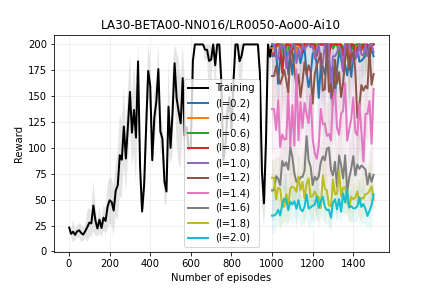 LA30-BETA00-NN016/LR0050-Ao00-Ai10
Reward
200
175
150
125
100
75
50
25
0
Training
(l=0.2)
(l=0.4)
(l=0.6)
(l=0.8)
(l=1.0)
(l=1.2)
(l=1.4)
(l=1.6)
(l=1.8)
(l=2.0)
0 200 400 600 800 1000 1200 1400
Number of episodes